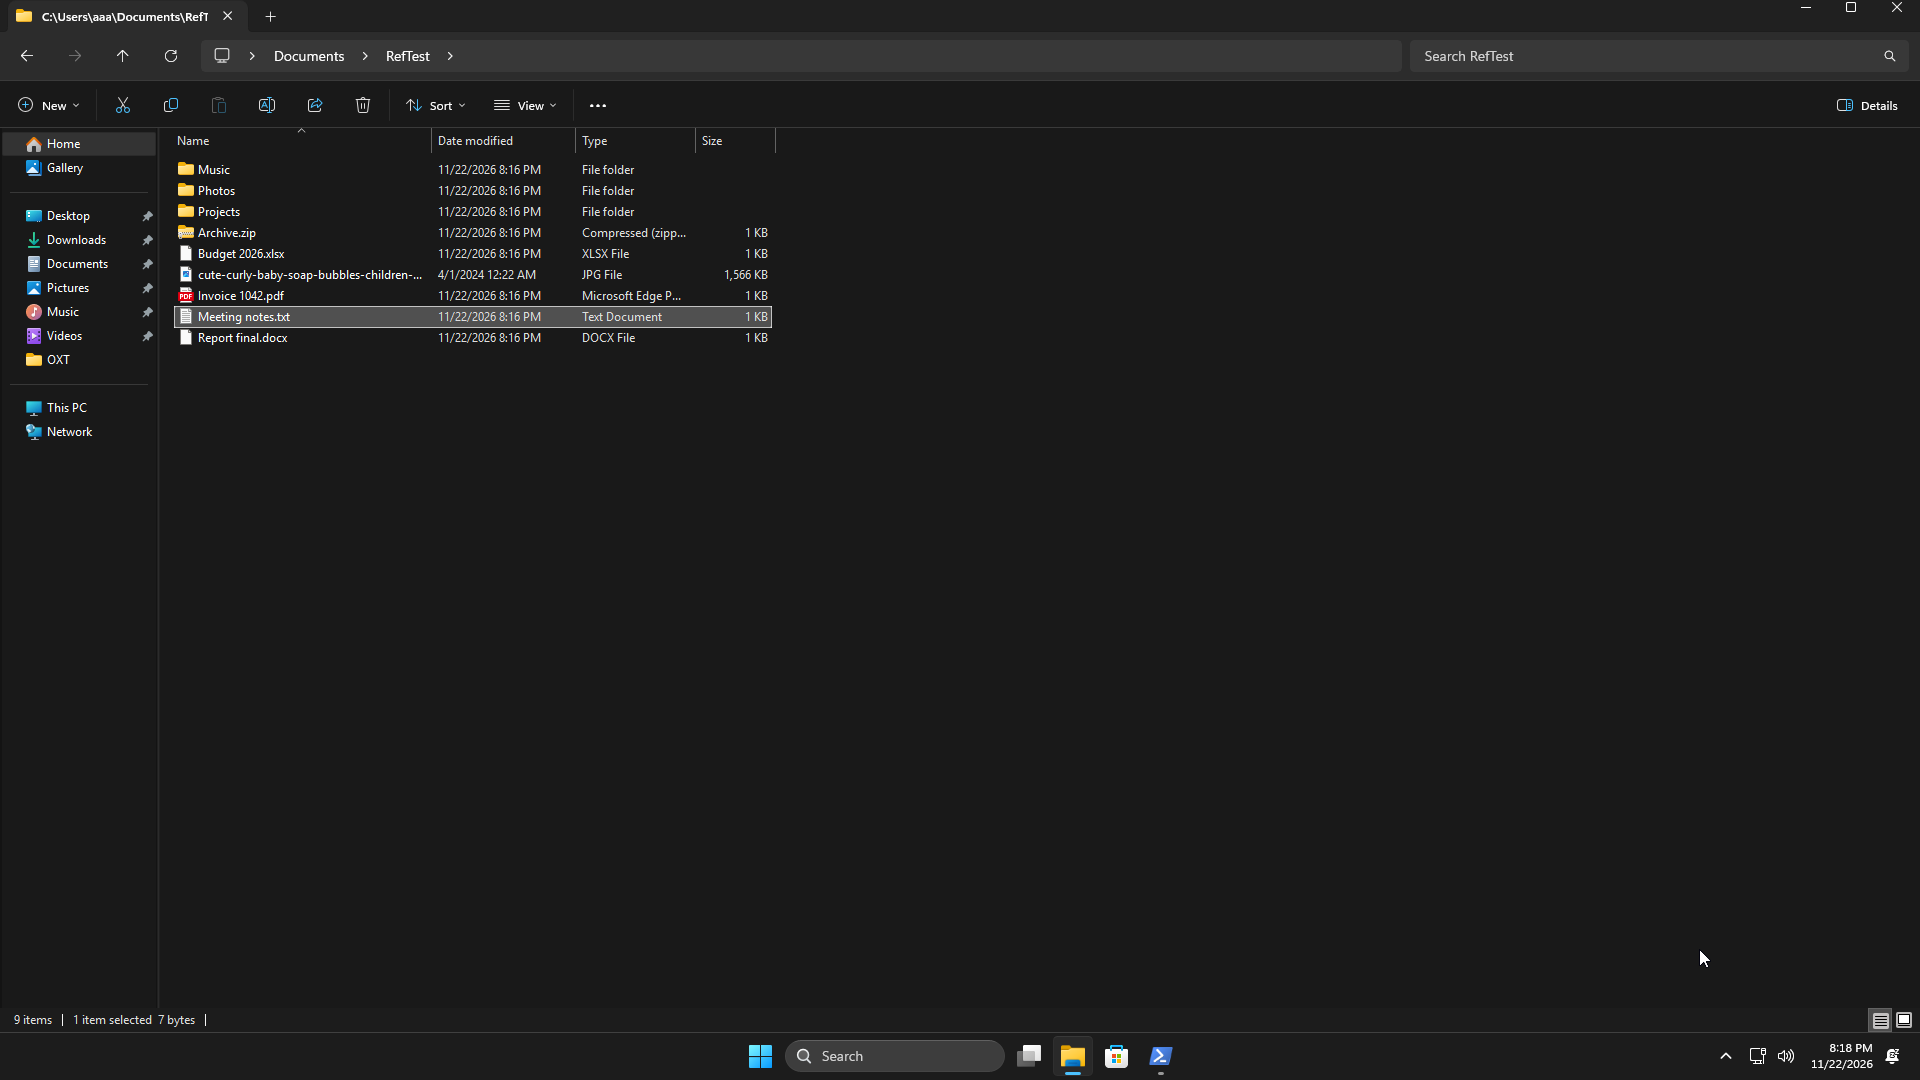 C:\Users\aaa\Documents\RefT
Documents RefTest
Search RefTest
New
Sort
View
Details
Home
Gallery
Desktop
Downloads
Documents
Pictures
Music
Videos
OXT
This PC
Network
Name Date modified Type Size
Music 11/22/2026 8:16 PM File folder
Photos 11/22/2026 8:16 PM File folder
Projects 11/22/2026 8:16 PM File folder
Archive.zip 11/22/2026 8:16 PM Compressed (zipp... 1 KB
Budget 2026.xlsx 11/22/2026 8:16 PM XLSX File 1 KB
cute-curly-baby-soap-bubbles-children-... 4/1/2024 12:22 AM JPG File 1,566 KB
PDF Invoice 1042.pdf 11/22/2026 8:16 PM Microsoft Edge P... 1 KB
Meeting notes.txt 11/22/2026 8:16 PM Text Document 1 KB
Report final.docx 11/22/2026 8:16 PM DOCX File 1 KB
9 items 1 item selected 7 bytes
Search
8:18 PM
11/22/2026